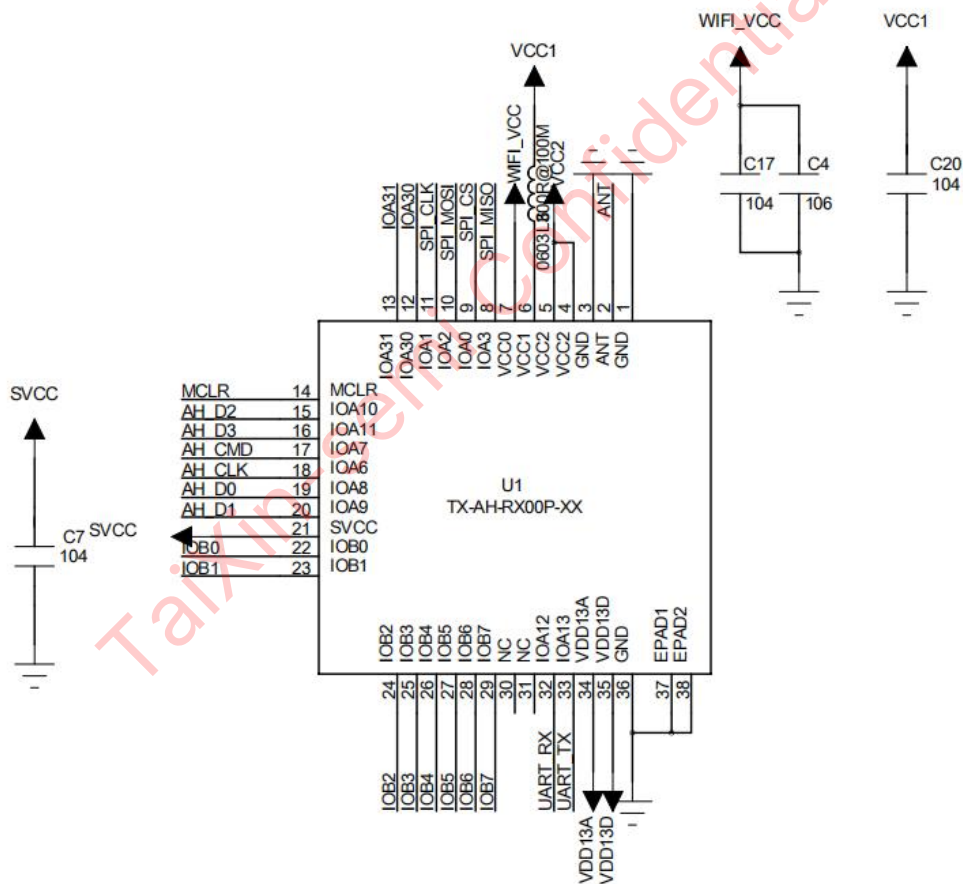 WIFI_VCC
VCC1
C17
104
C4
106
C20
104
VCC1
WIFI_VCC
VCC2
ANT
IOA31
IOA30
SPI_CLK
SPI_MOSI
SPI_CS
SPI_MISO
13
12
11
10
9
8
7
6
5
4
3
2
1
IOA31
IOA30
IOA1
IOA2
IOA0
IOA3
VCC0
VCC1
VCC2
VCC2
GND
ANT
GND
SVCC
C7
104
MCLR 14 MCLR
AH_D2 15 IOA10
AH_D3 16 IOA11
AH_CMD 17 IOA7
AH_CLK 18 IOA6
AH_D0 19 IOA8
AH_D1 20 IOA9
SVCC 21 SVCC
IOB0 22 IOB0
IOB1 23 IOB1
U1
TX-AH-RX00P-XX
IOB2
IOB3
IOB4
IOB5
IOB6
IOB7
NC
NC
IOA12
IOA13
VDD13A
VDD13D
GND
EPAD1
EPAD2
24
25
26
27
28
29
30
31
32
33
34
35
36
37
38
IOB2
IOB3
IOB4
IOB5
IOB6
IOB7
UART_RX
UART_TX
VDD13A
VDD13D
TaiXin-semi Confidential